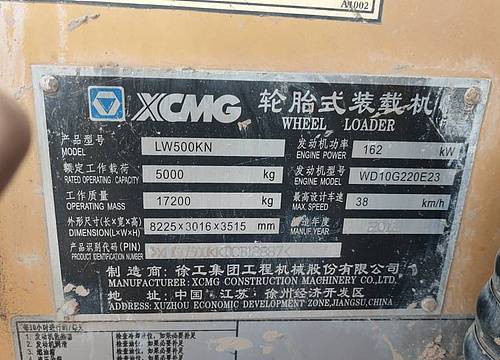 A1002
XCMG 轮胎式装载机
WHEEL LOADER
产品型号
MODEL
LW500KN
发动机功率
ENGINE POWER
162 kW
额定工作载荷
RATED OPERATING CAPACITY
5000 kg
发动机型号
ENGINE MODEL
WD10G220E23
工作质量
OPERATING MASS
17200 kg
最高设计车速
MAX. SPEED
38 km/h
外形尺寸(长×宽×高)
DIMENSION(L×W×H)
8225×3016×3515 mm
制造年度
MANUF.YEAR
产品识别代码(PIN)
PRODUCT IDENTIFICATION NUMBER
制造商:徐工集团工程机械股份有限公司
MANUFACTURER:XCMG CONSTRUCTION MACHINERY CO.,LTD.
地 址:中国·江苏·徐州经济开发区
ADDRESS:XUZHOU ECONOMIC DEVELOPMENT ZONE,JIANGSU,CHINA